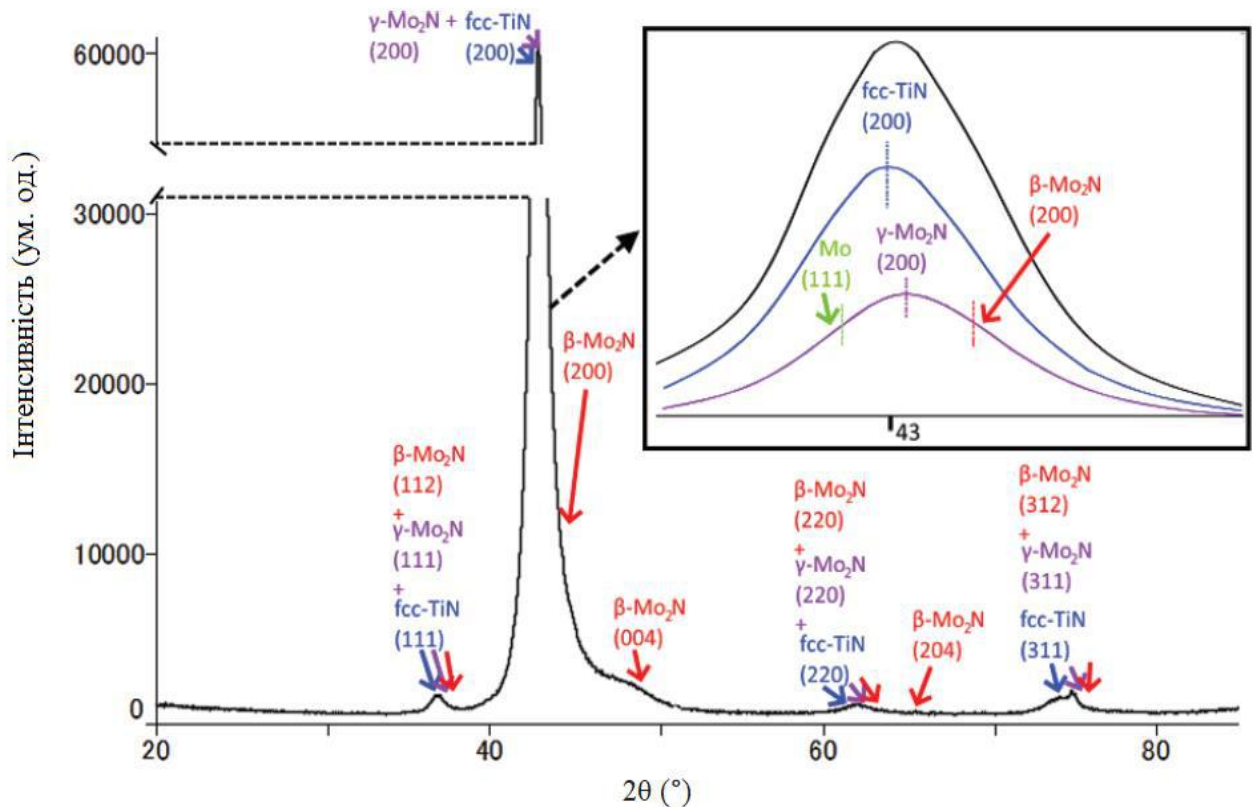 γ-Mo₂N + fcc-TiN
(200) (200)
60000
30000
20000
10000
0
Інтенсивність (ум. од.)
fcc-TiN
(200)
β-Mo₂N
(200)
γ-Mo₂N
(200)
Mo
(111)
43
β-Mo₂N
(200)
β-Mo₂N
(112)
+
γ-Mo₂N
(111)
+
fcc-TiN
(111)
β-Mo₂N
(004)
β-Mo₂N
(220)
+
γ-Mo₂N
(220)
+
fcc-TiN
(220)
β-Mo₂N
(204)
β-Mo₂N
(312)
+
γ-Mo₂N
(311)
fcc-TiN
(311)
20 40 60 80
2θ (°)